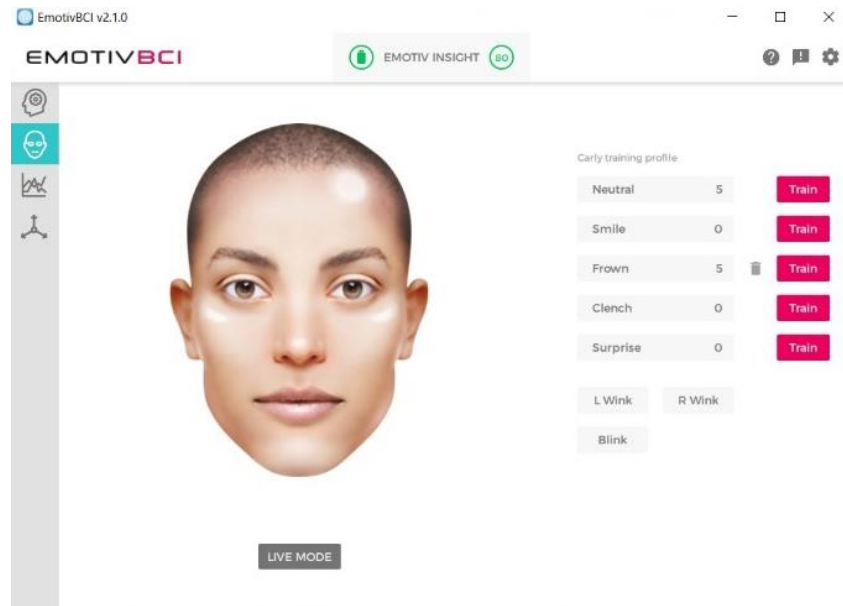 EmotivBCI v2.1.0
EMOTIVBCI
EMOTIV INSIGHT 80
Carly training profile
Neutral 5 Train
Smile 0 Train
Frown 5 Train
Clench 0 Train
Surprise 0 Train
L Wink R Wink
Blink
LIVE MODE